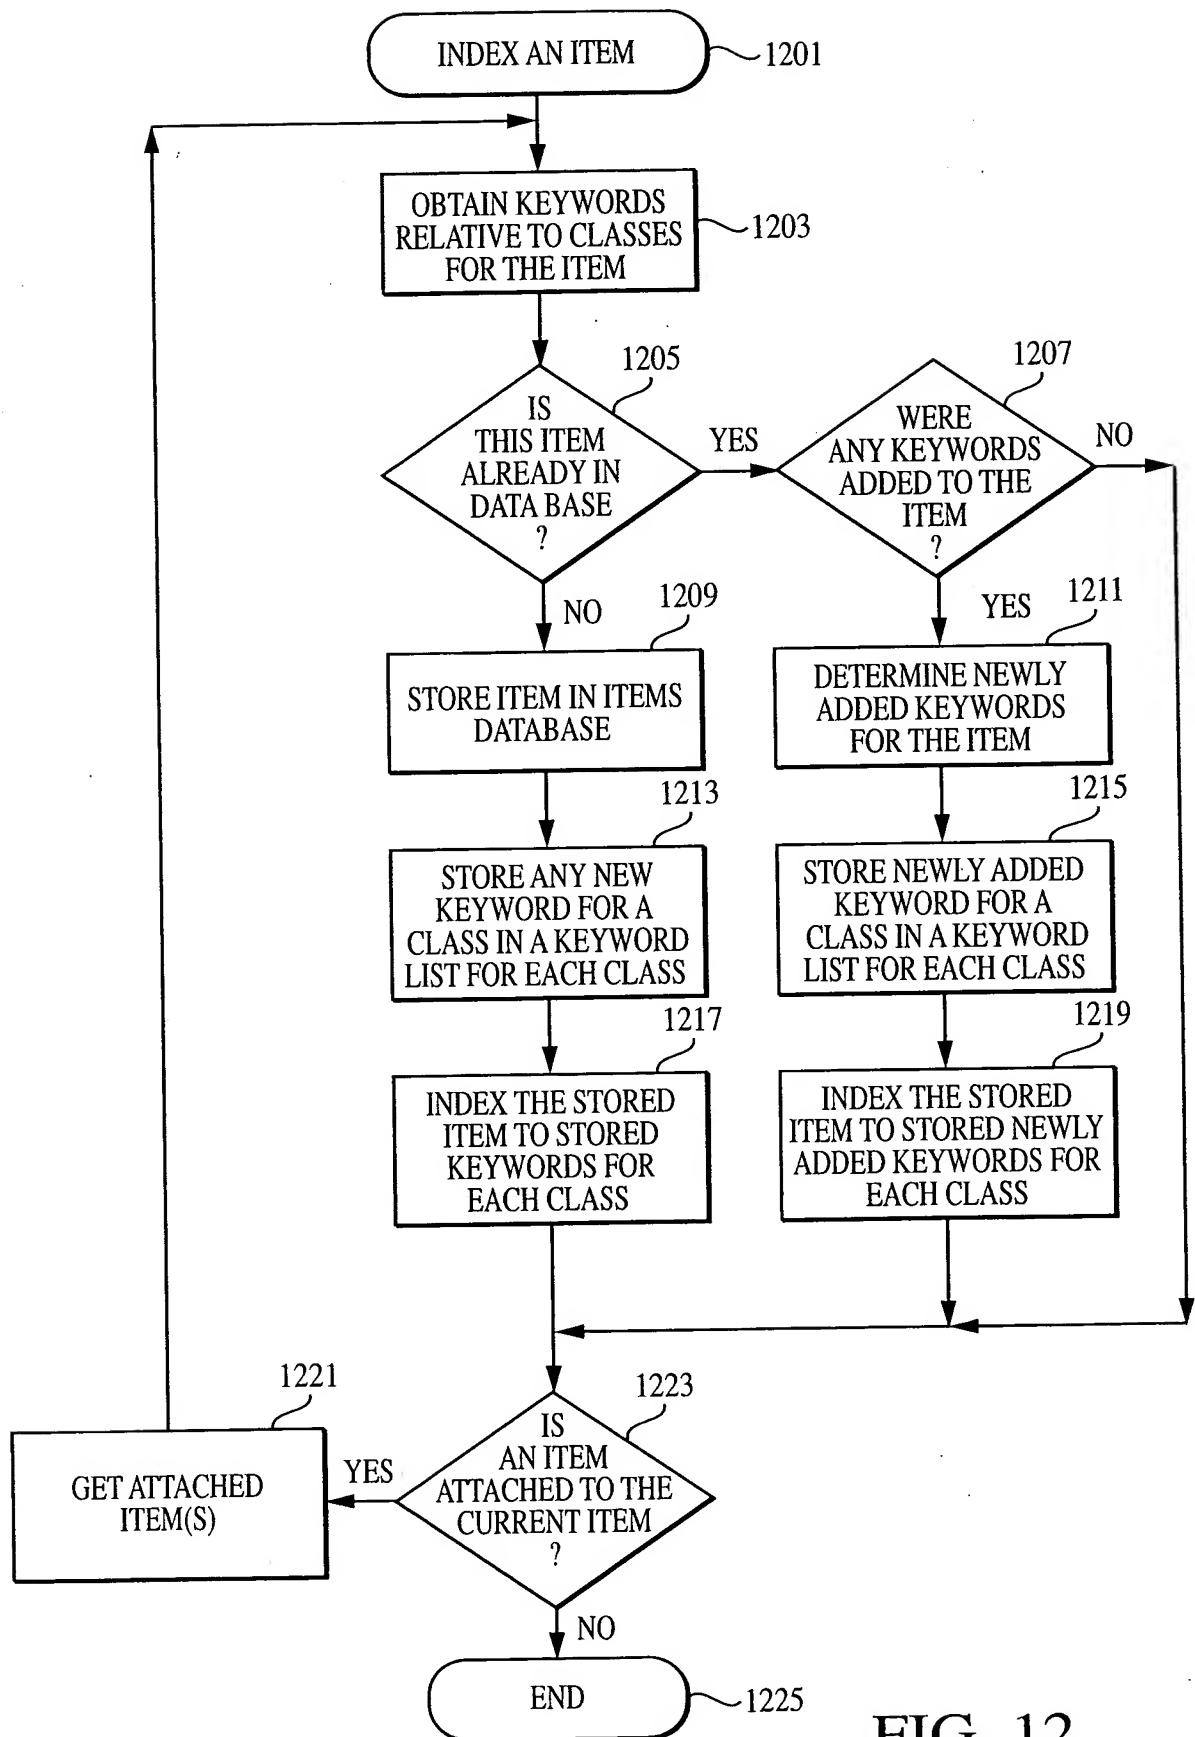 INDEX AN ITEM
1201
OBTAIN KEYWORDS
RELATIVE TO CLASSES
FOR THE ITEM
1203
1205
IS
THIS ITEM
ALREADY IN
DATA BASE
?
YES
1207
WERE
ANY KEYWORDS
ADDED TO THE
ITEM
?
NO
NO
1209
STORE ITEM IN ITEMS
DATABASE
YES
1211
DETERMINE NEWLY
ADDED KEYWORDS
FOR THE ITEM
1213
STORE ANY NEW
KEYWORD FOR A
CLASS IN A KEYWORD
LIST FOR EACH CLASS
1215
STORE NEWLY ADDED
KEYWORD FOR A
CLASS IN A KEYWORD
LIST FOR EACH CLASS
1217
INDEX THE STORED
ITEM TO STORED
KEYWORDS FOR
EACH CLASS
1219
INDEX THE STORED
ITEM TO STORED NEWLY
ADDED KEYWORDS FOR
EACH CLASS
1221
GET ATTACHED
ITEM(S)
YES
1223
IS
AN ITEM
ATTACHED TO THE
CURRENT ITEM
?
NO
END
1225
FIG. 12